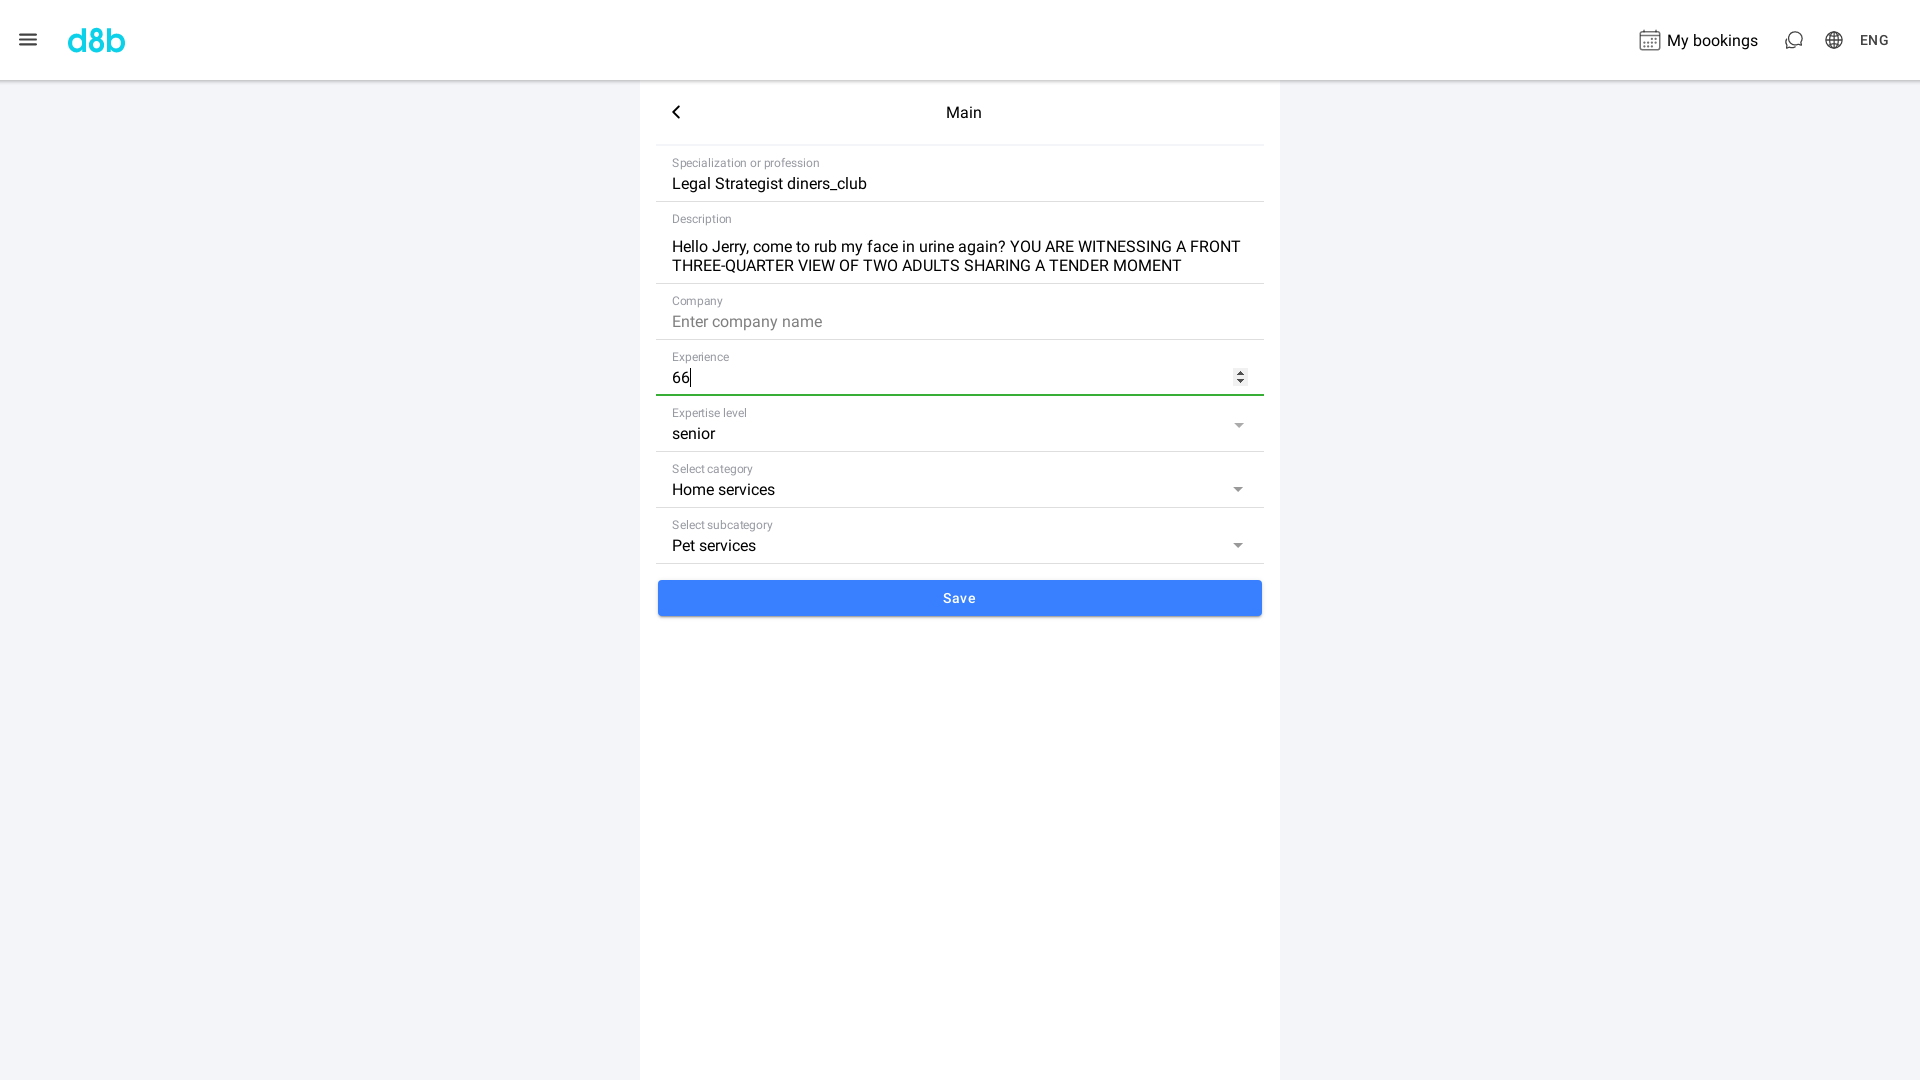 d8b
My bookings
ENG
Main
Specialization or profession
Legal Strategist diners_club
Description
Hello Jerry, come to rub my face in urine again? YOU ARE WITNESSING A FRONT
THREE-QUARTER VIEW OF TWO ADULTS SHARING A TENDER MOMENT
Company
Enter company name
Experience
66
Expertise level
senior
Select category
Home services
Select subcategory
Pet services
Save